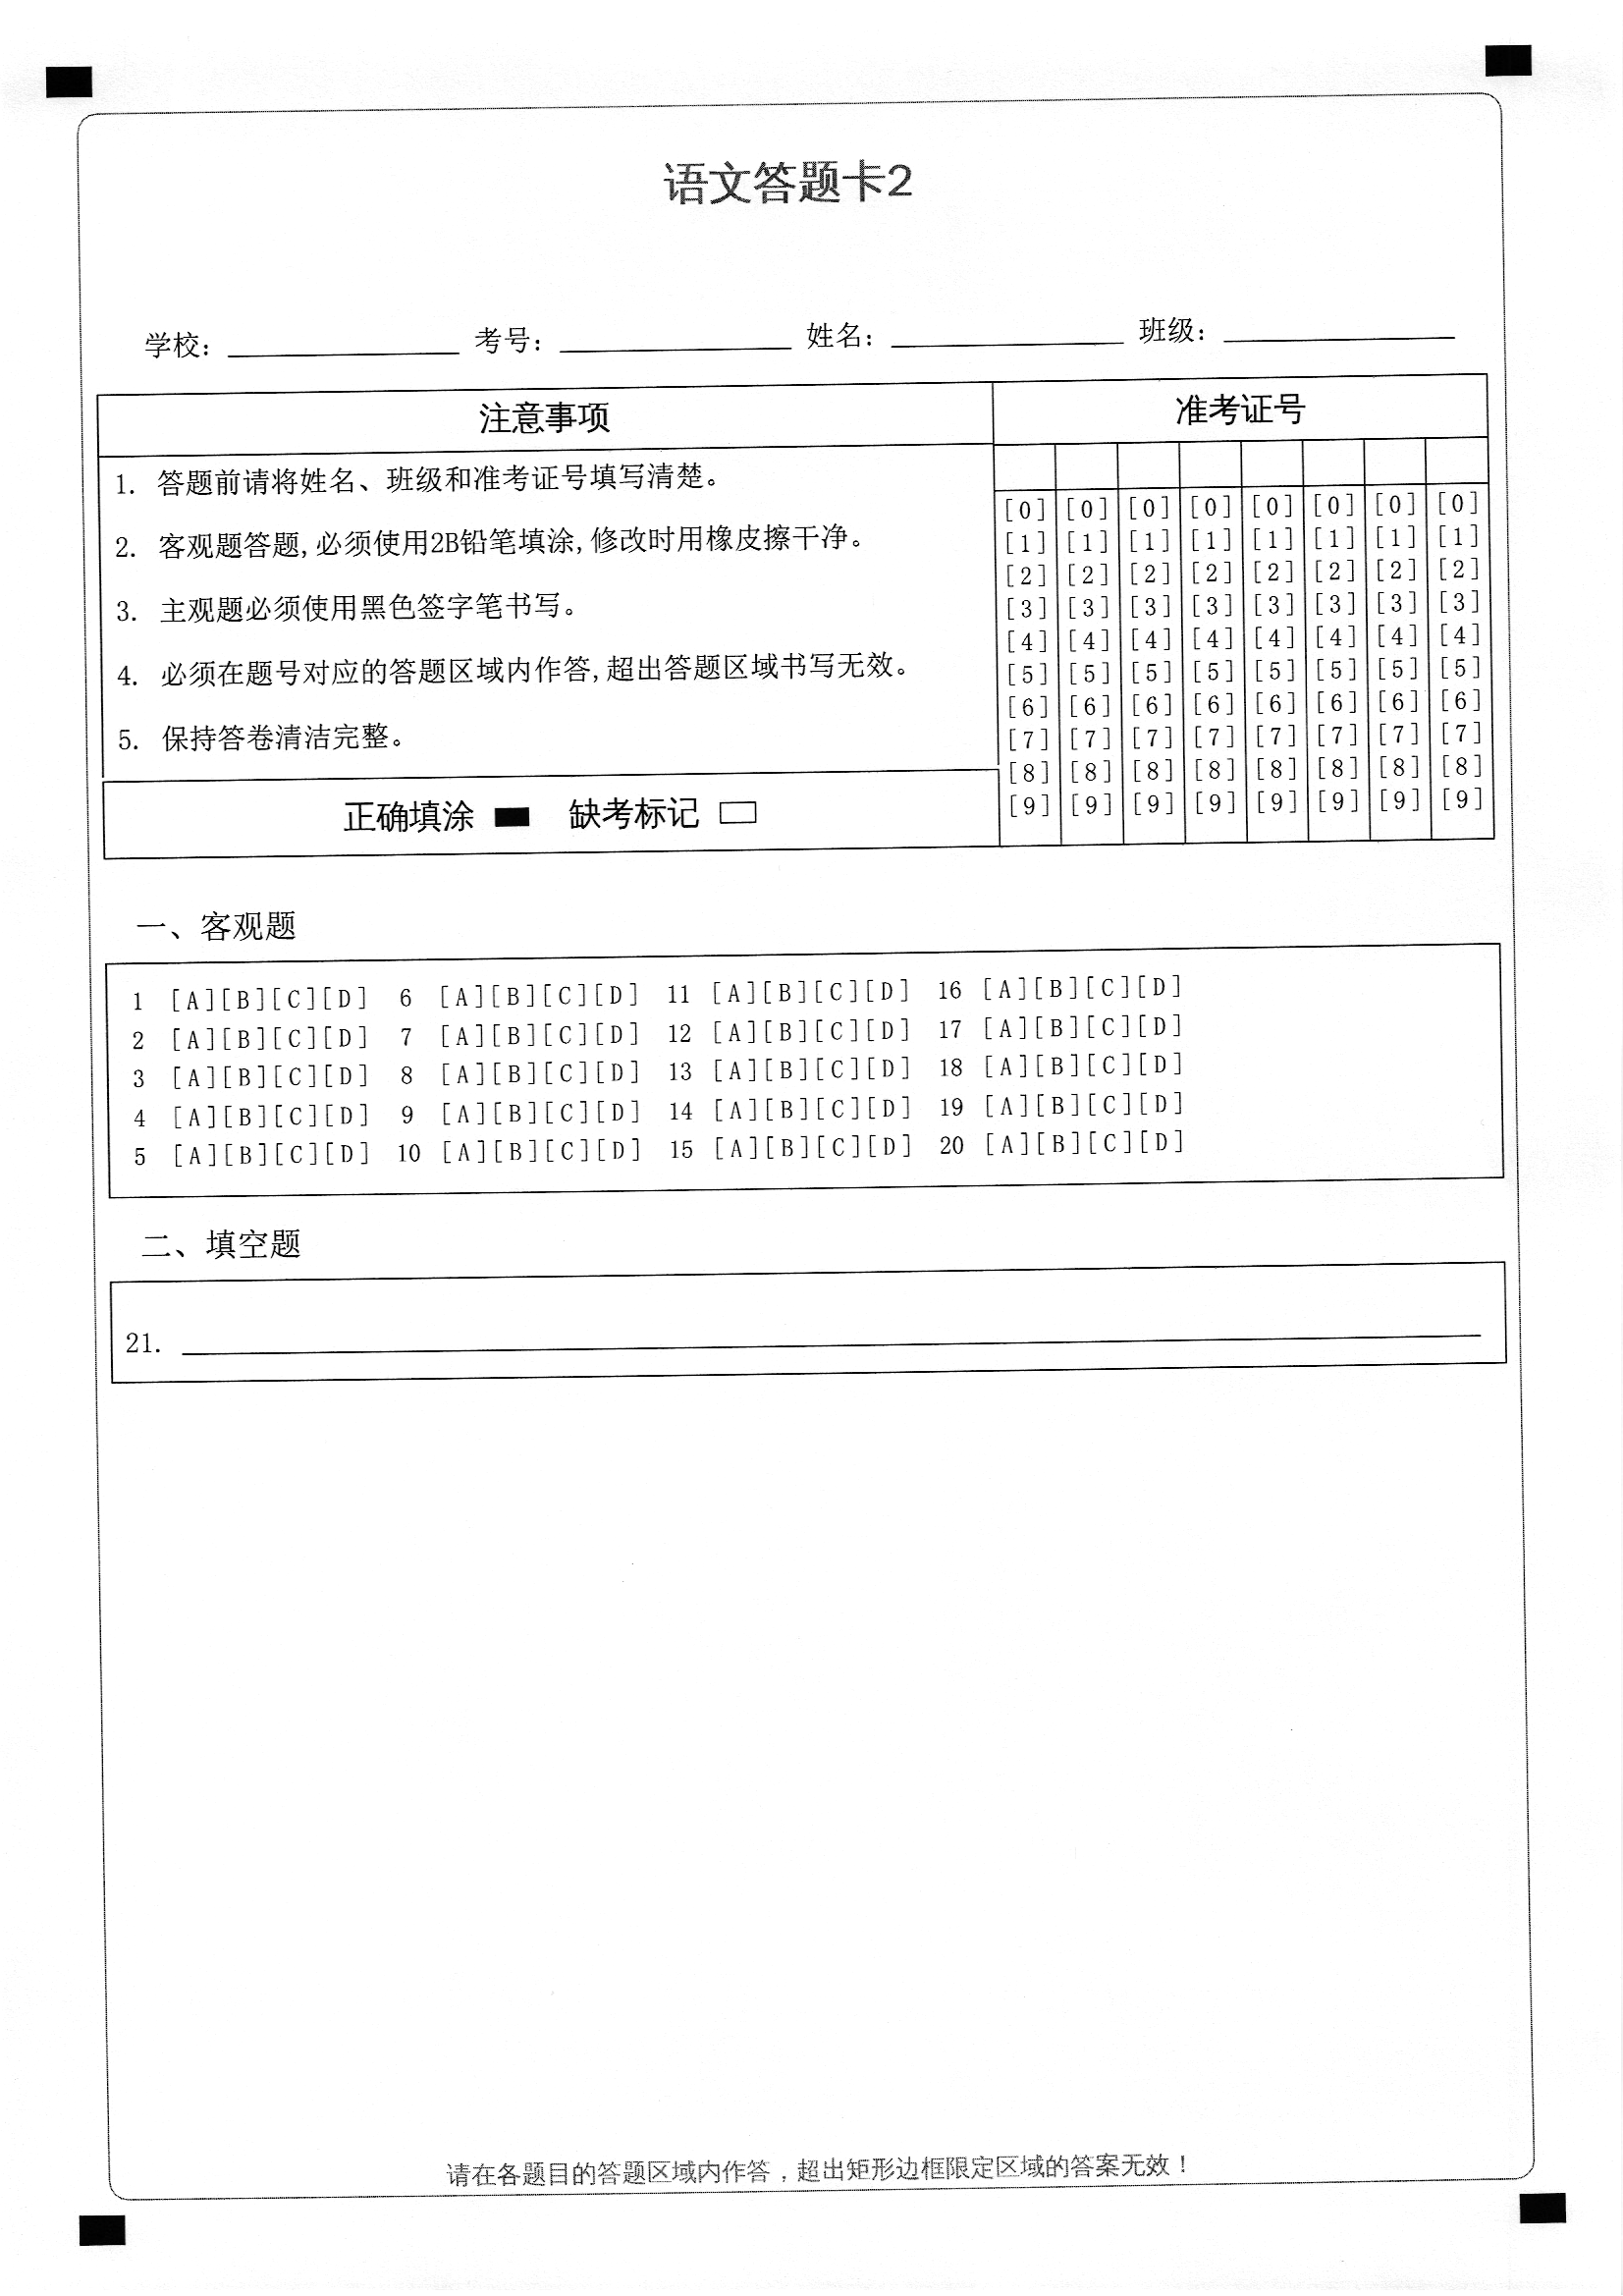 语文答题卡2
学校: 考号: 姓名: 班级:
注意事项
1. 答题前请将姓名、班级和准考证号填写清楚。
2. 客观题答题,必须使用2B铅笔填涂,修改时用橡皮擦干净。
3. 主观题必须使用黑色签字笔书写。
4. 必须在题号对应的答题区域内作答,超出答题区域书写无效。
5. 保持答卷清洁完整。
正确填涂 缺考标记
准考证号
[0] [0] [0] [0] [0] [0] [0] [0]
[1] [1] [1] [1] [1] [1] [1] [1]
[2] [2] [2] [2] [2] [2] [2] [2]
[3] [3] [3] [3] [3] [3] [3] [3]
[4] [4] [4] [4] [4] [4] [4] [4]
[5] [5] [5] [5] [5] [5] [5] [5]
[6] [6] [6] [6] [6] [6] [6] [6]
[7] [7] [7] [7] [7] [7] [7] [7]
[8] [8] [8] [8] [8] [8] [8] [8]
[9] [9] [9] [9] [9] [9] [9] [9]
一、客观题
1 [A][B][C][D] 6 [A][B][C][D] 11 [A][B][C][D] 16 [A][B][C][D]
2 [A][B][C][D] 7 [A][B][C][D] 12 [A][B][C][D] 17 [A][B][C][D]
3 [A][B][C][D] 8 [A][B][C][D] 13 [A][B][C][D] 18 [A][B][C][D]
4 [A][B][C][D] 9 [A][B][C][D] 14 [A][B][C][D] 19 [A][B][C][D]
5 [A][B][C][D] 10 [A][B][C][D] 15 [A][B][C][D] 20 [A][B][C][D]
二、填空题
21.
请在各题目的答题区域内作答，超出矩形边框限定区域的答案无效！